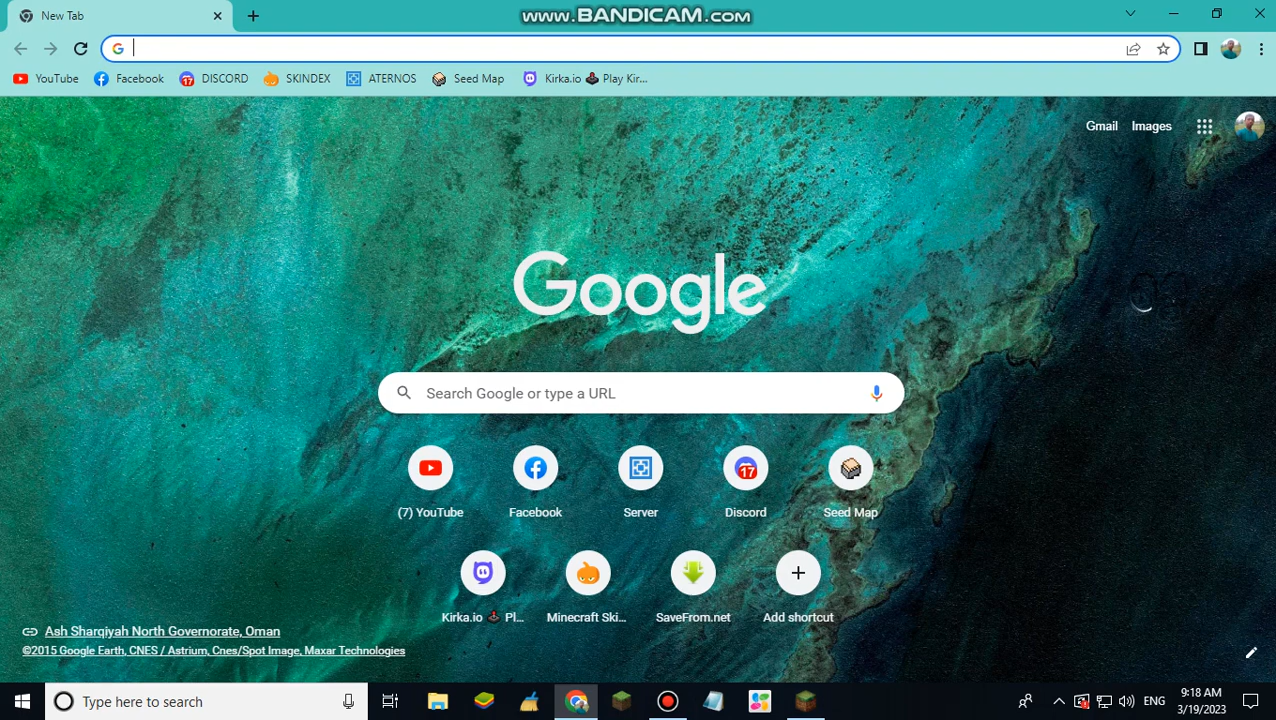 New Tab
www.BANDICAM.com
YouTube Facebook DISCORD SKINDEX ATERNOS Seed Map Kirka.io 🕹 Play Kir...
17
Gmail Images
Google
Search Google or type a URL
17
(7) YouTube Facebook Server Discord Seed Map
Kirka.io 🕹 Pl... Minecraft Ski... SaveFrom.net Add shortcut
Ash Sharqiyah North Governorate, Oman
©2015 Google Earth, CNES / Astrium, Cnes/Spot Image, Maxar Technologies
Type here to search
ENG
9:18 AM
3/19/2023